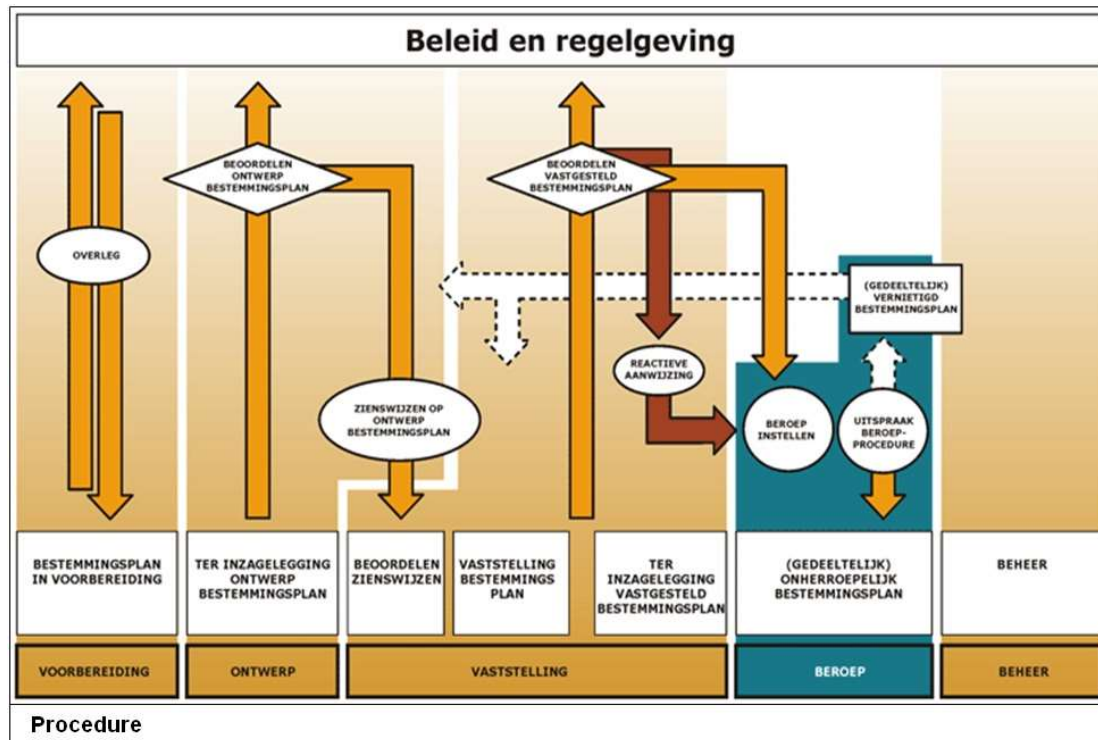 Beleid en regelgeving
BEOORDELEN
ONTWERP
BESTEMMINGSPLAN
BEOORDELEN
VASTGESTELD
BESTEMMINGSPLAN
OVERLEG
(GEDEELTELIJK)
VERNIETIGD
BESTEMMINGSPLAN
REACTIEVE
AANWIJZING
ZIENSWIJZEN OP
ONTWERP
BESTEMMINGSPLAN
BEROEP
INSTELLEN
UITSPRAAK
BEROEP-
PROCEDURE
BESTEMMINGSPLAN
IN VOORBEREIDING
TER INZAGELEGGING
ONTWERP
BESTEMMINGSPLAN
BEOORDELEN
ZIENSWIJZEN
VASTSTELLING
BESTEMMINGS
PLAN
TER
INZAGELEGGING
VASTGESTELD
BESTEMMINGSPLAN
(GEDEELTELIJK)
ONHERROEPELIJK
BESTEMMINGSPLAN
BEHEER
VOORBEREIDING
ONTWERP
VASTSTELLING
BEROEP
BEHEER
Procedure